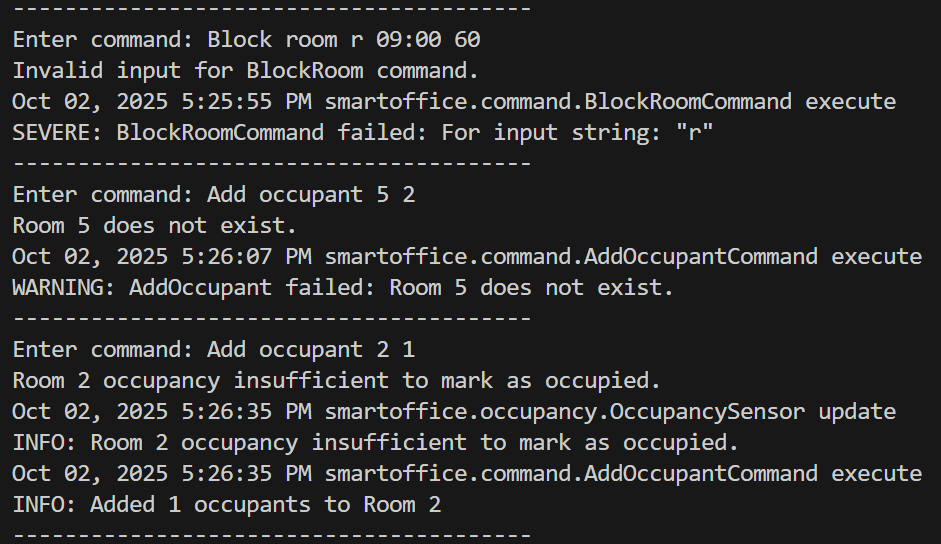 ----------------------------------------
Enter command: Block room r 09:00 60
Invalid input for BlockRoom command.
Oct 02, 2025 5:25:55 PM smartoffice.command.BlockRoomCommand execute
SEVERE: BlockRoomCommand failed: For input string: "r"
----------------------------------------
Enter command: Add occupant 5 2
Room 5 does not exist.
Oct 02, 2025 5:26:07 PM smartoffice.command.AddOccupantCommand execute
WARNING: AddOccupant failed: Room 5 does not exist.
----------------------------------------
Enter command: Add occupant 2 1
Room 2 occupancy insufficient to mark as occupied.
Oct 02, 2025 5:26:35 PM smartoffice.occupancy.OccupancySensor update
INFO: Room 2 occupancy insufficient to mark as occupied.
Oct 02, 2025 5:26:35 PM smartoffice.command.AddOccupantCommand execute
INFO: Added 1 occupants to Room 2
----------------------------------------